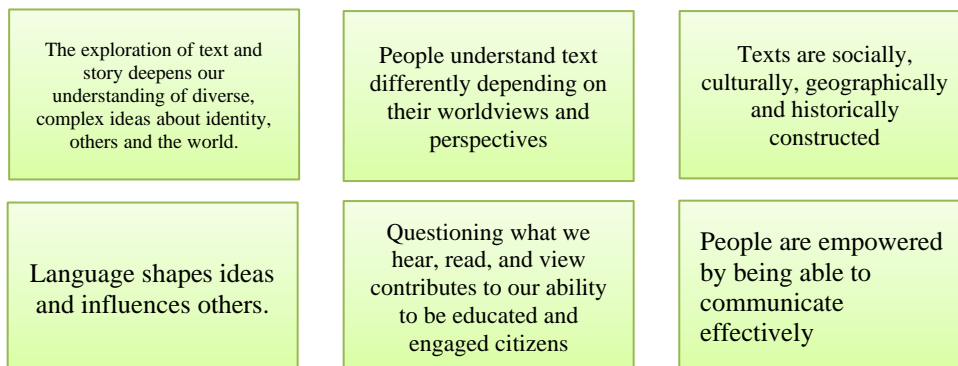 The exploration of text and
story deepens our
understanding of diverse,
complex ideas about identity,
others and the world.
People understand text
differently depending on
their worldviews and
perspectives
Texts are socially,
culturally, geographically
and historically
constructed
Language shapes ideas
and influences others.
Questioning what we
hear, read, and view
contributes to our ability
to be educated and
engaged citizens
People are empowered
by being able to
communicate
effectively